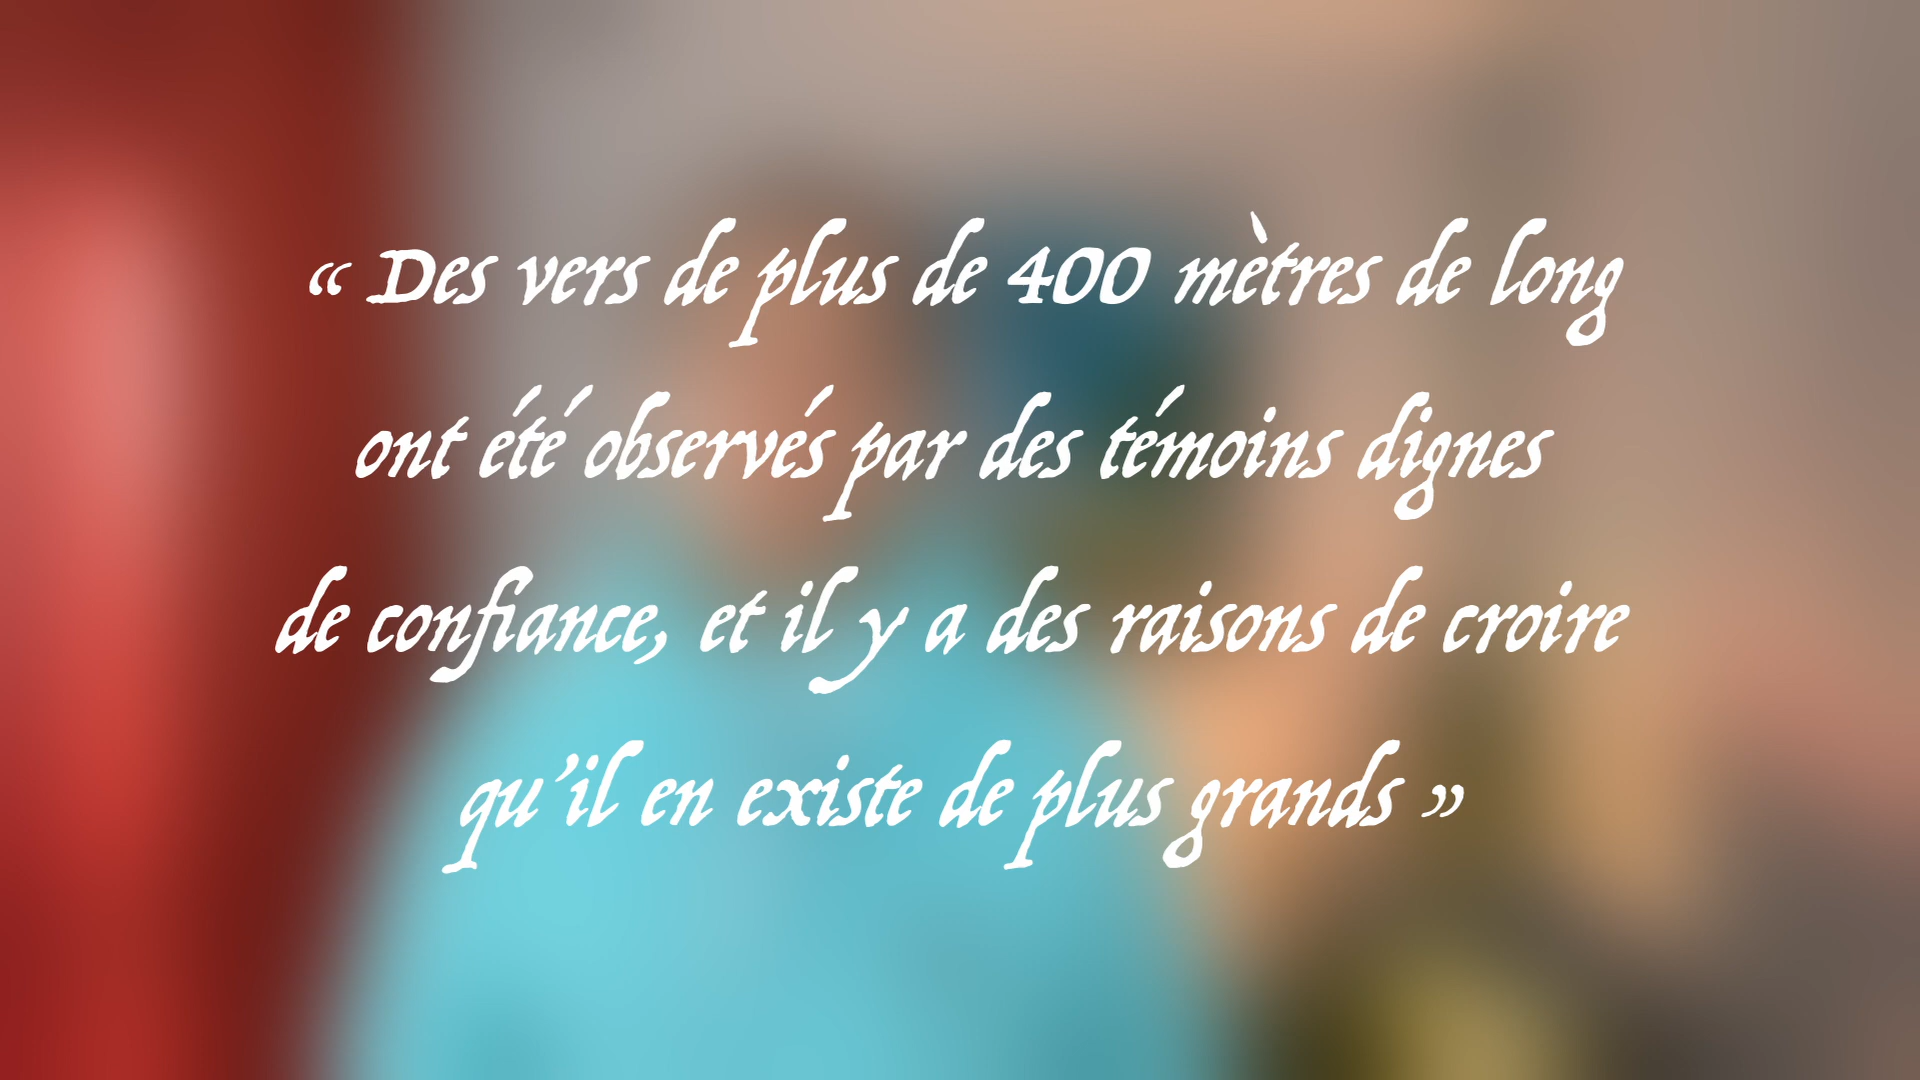 “ Des vers de plus de 400 mètres de long
ont été observés par des témoins dignes
de confiance, et il y a des raisons de croire
qu’il en existe de plus grands ”